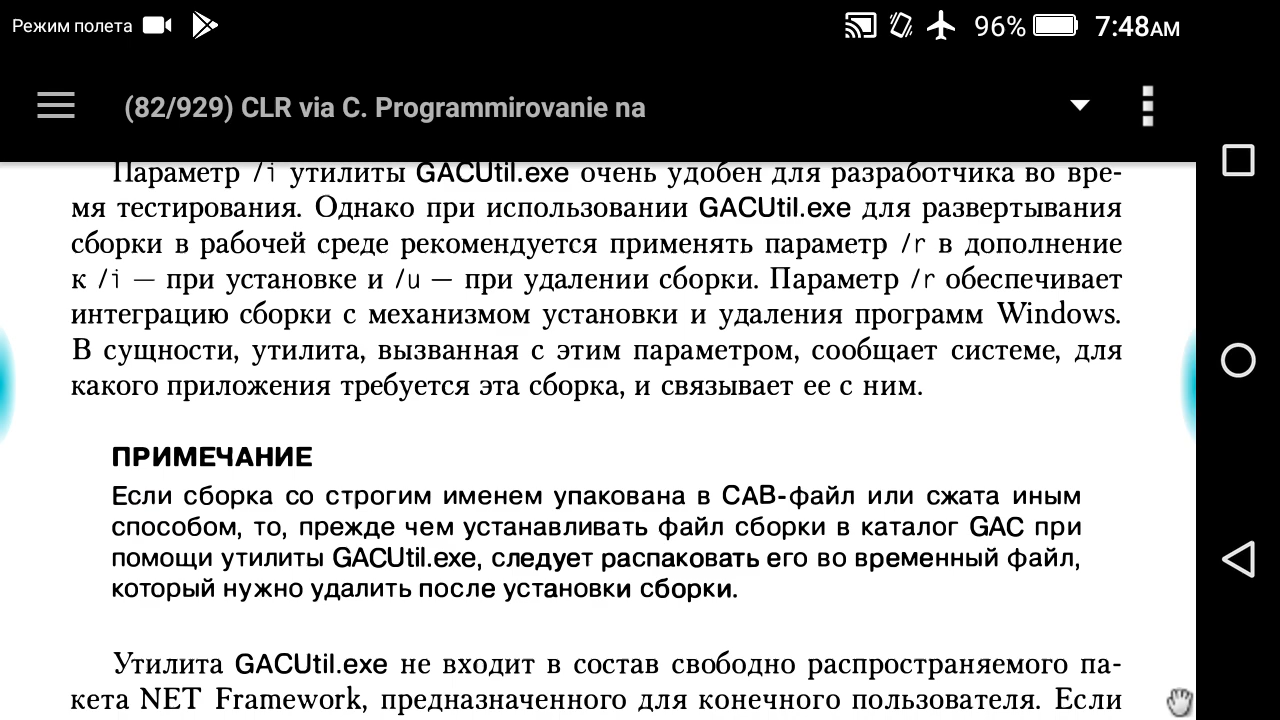 Режим полета
96% 7:48AM
(82/929) CLR via C. Programmirovanie na
Параметр /i утилиты GACUtil.exe очень удобен для разработчика во вре-
мя тестирования. Однако при использовании GACUtil.exe для развертывания
сборки в рабочей среде рекомендуется применять параметр /r в дополнение
к /i — при установке и /u — при удалении сборки. Параметр /r обеспечивает
интеграцию сборки с механизмом установки и удаления программ Windows.
В сущности, утилита, вызванная с этим параметром, сообщает системе, для
какого приложения требуется эта сборка, и связывает ее с ним.
ПРИМЕЧАНИЕ
Если сборка со строгим именем упакована в CAB-файл или сжата иным
способом, то, прежде чем устанавливать файл сборки в каталог GAC при
помощи утилиты GACUtil.exe, следует распаковать его во временный файл,
который нужно удалить после установки сборки.
Утилита GACUtil.exe не входит в состав свободно распространяемого па-
кета NET Framework, предназначенного для конечного пользователя. Если